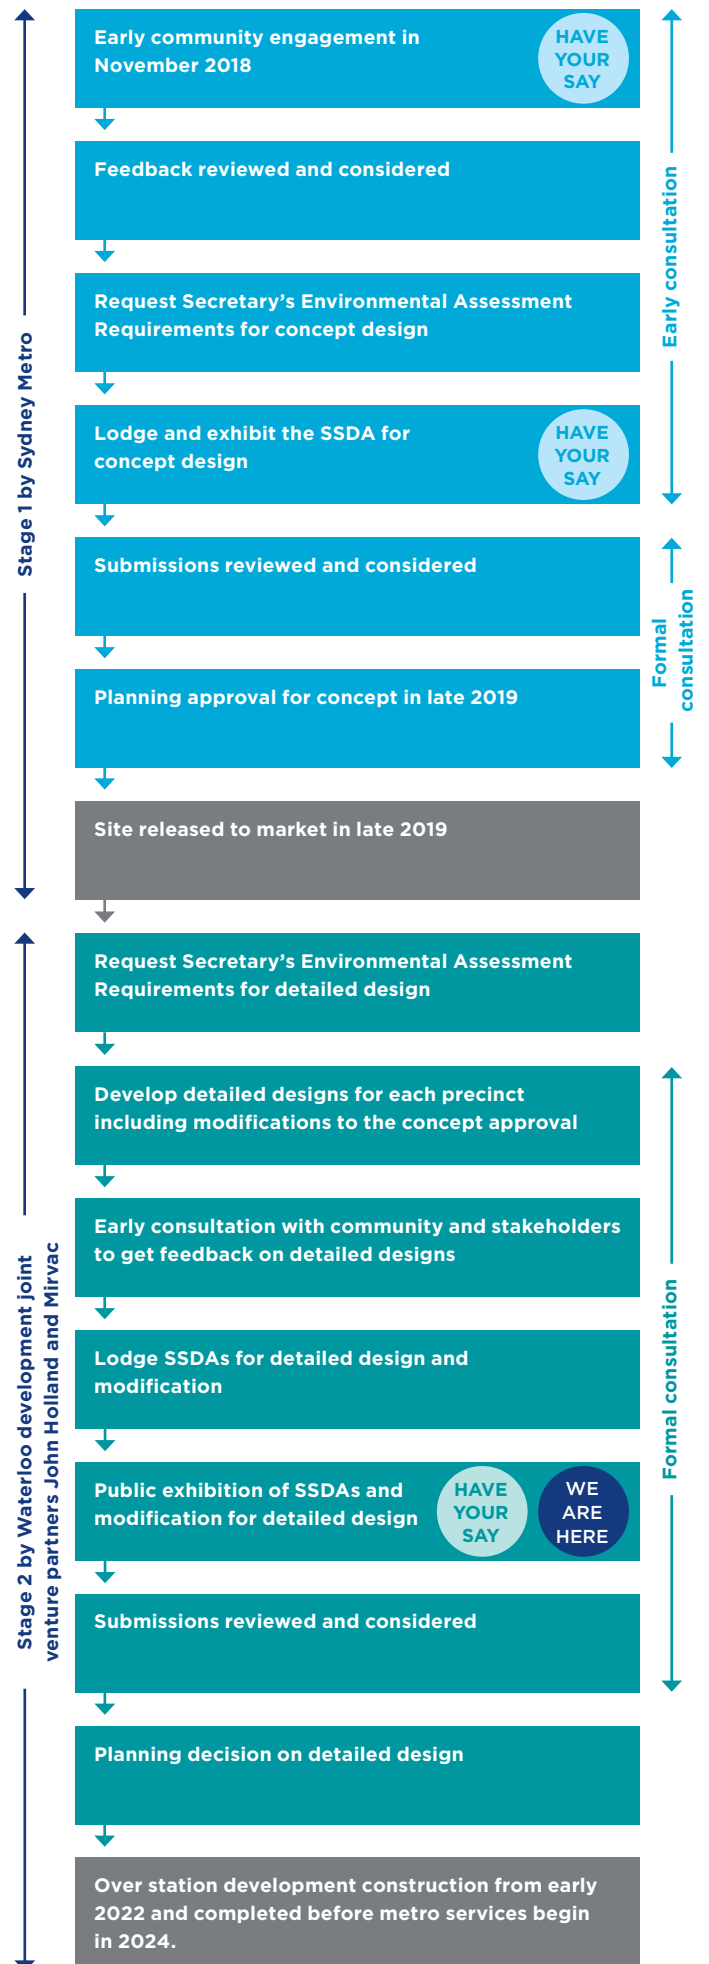 Early community engagement in
November 2018
HAVE
YOUR
SAY
Feedback reviewed and considered
Request Secretary’s Environmental Assessment
Requirements for concept design
Lodge and exhibit the SSDA for
concept design
HAVE
YOUR
SAY
Early consultation
Submissions reviewed and considered
Planning approval for concept in late 2019
Formal
consultation
Site released to market in late 2019
Stage 1 by Sydney Metro
Request Secretary’s Environmental Assessment
Requirements for detailed design
Develop detailed designs for each precinct
including modifications to the concept approval
Early consultation with community and stakeholders
to get feedback on detailed designs
Lodge SSDAs for detailed design and
modification
Public exhibition of SSDAs and
modification for detailed design
HAVE
YOUR
SAY
WE
ARE
HERE
Submissions reviewed and considered
Formal consultation
Planning decision on detailed design
Over station development construction from early
2022 and completed before metro services begin
in 2024.
Stage 2 by Waterloo development joint
venture partners John Holland and Mirvac